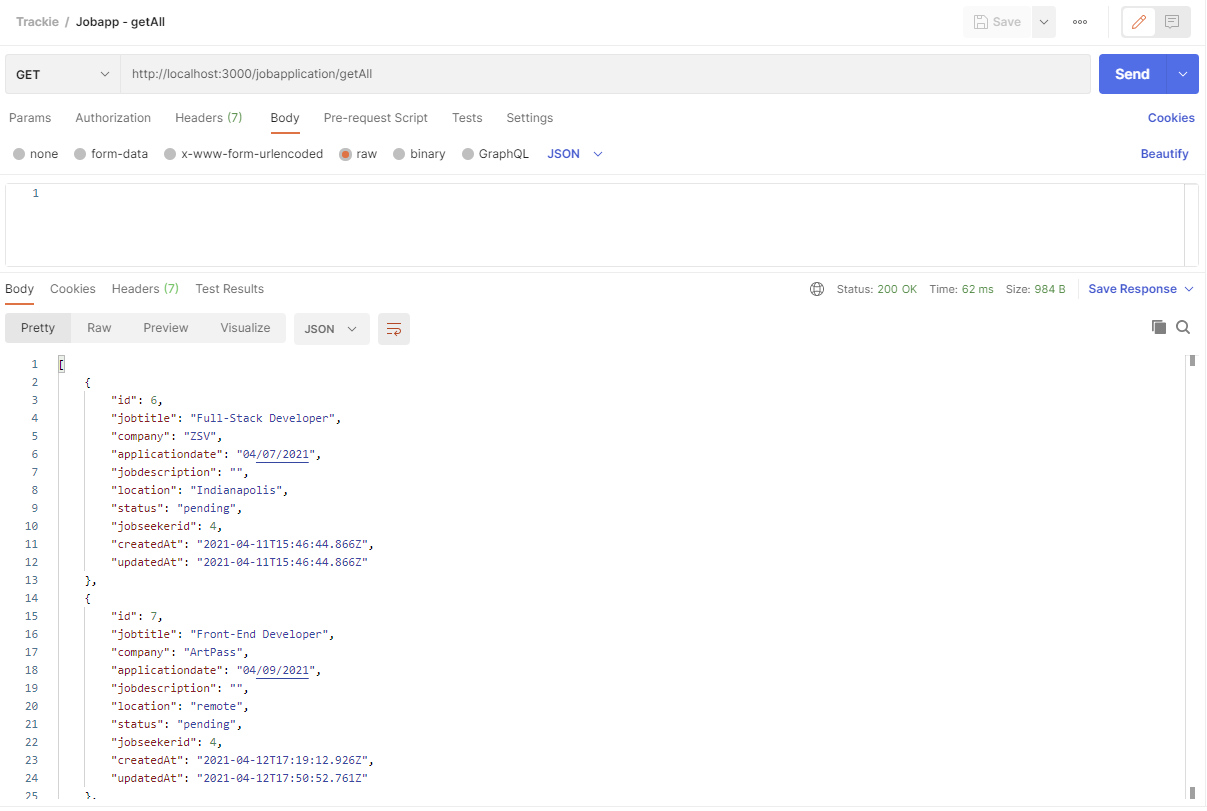 Trackie / Jobapp - getAll Save
GET http://localhost:3000/jobapplication/getAll Send
Params Authorization Headers (7) Body Pre-request Script Tests Settings Cookies
none form-data x-www-form-urlencoded raw binary GraphQL JSON Beautify
1
Body Cookies Headers (7) Test Results Status: 200 OK Time: 62 ms Size: 984 B Save Response
Pretty Raw Preview Visualize JSON
1 [
2 {
3 "id": 6,
4 "jobtitle": "Full-Stack Developer",
5 "company": "ZSV",
6 "applicationdate": "04/07/2021",
7 "jobdescription": "",
8 "location": "Indianapolis",
9 "status": "pending",
10 "jobseekerid": 4,
11 "createdAt": "2021-04-11T15:46:44.866Z",
12 "updatedAt": "2021-04-11T15:46:44.866Z"
13 },
14 {
15 "id": 7,
16 "jobtitle": "Front-End Developer",
17 "company": "ArtPass",
18 "applicationdate": "04/09/2021",
19 "jobdescription": "",
20 "location": "remote",
21 "status": "pending",
22 "jobseekerid": 4,
23 "createdAt": "2021-04-12T17:19:12.926Z",
24 "updatedAt": "2021-04-12T17:50:52.761Z"
25 },